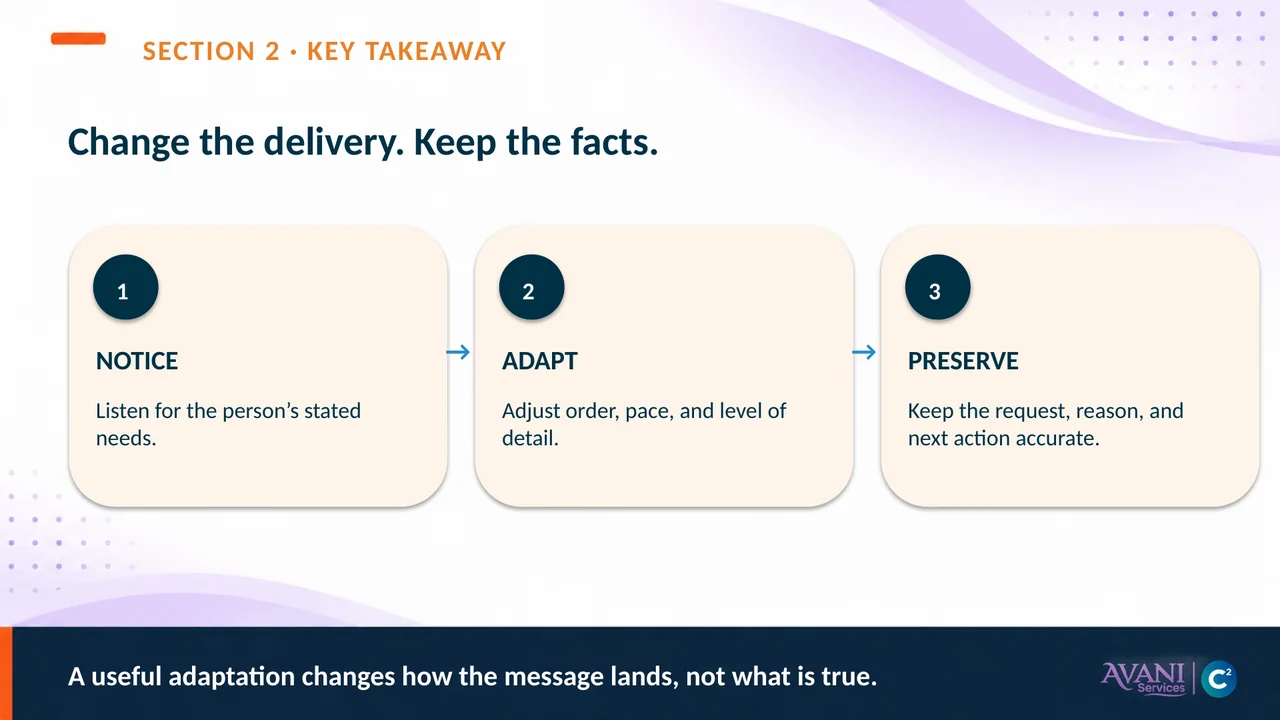 SECTION 2 · KEY TAKEAWAY
Change the delivery. Keep the facts.
1
NOTICE
Listen for the person’s stated
needs.
→
2
ADAPT
Adjust order, pace, and level of
detail.
→
3
PRESERVE
Keep the request, reason, and
next action accurate.
A useful adaptation changes how the message lands, not what is true.
AVANI
Services
C²